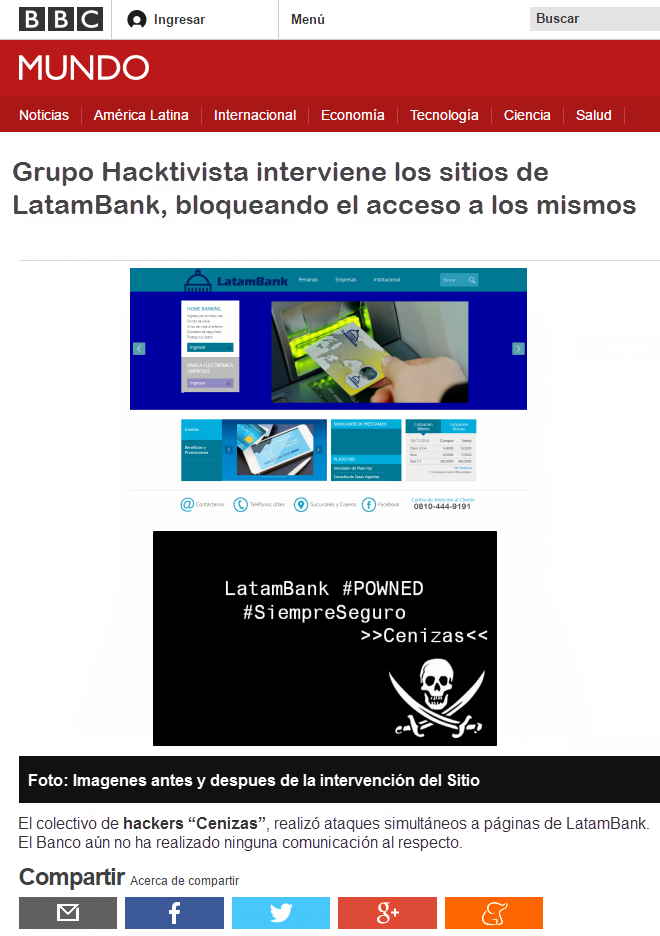 BBC Ingresar Menú Buscar
MUNDO
Noticias América Latina Internacional Economía Tecnología Ciencia Salud
Grupo Hacktivista interviene los sitios de
LatamBank, bloqueando el acceso a los mismos
LatamBank Personas Empresas Institucional Buscar
HOME BANKING
Ingresar
BANCA ELECTRÓNICA
EMPRESAS
Ingresar
Eventos
Beneficios y
Promociones
SIMULADOR DE PRÉSTAMOS
PLAZO FIJO
Simulador de Plazo Fijo
Consulta de Tasas Vigentes
Cotización Billetes
Cotización Divisas
Compra Venta
Contáctenos Teléfonos útiles Sucursales y Cajeros Facebook
Centro de Atención al Cliente
0810-444-9191
LatamBank #POWNED
#SiempreSeguro
>>Cenizas<<
Foto: Imagenes antes y despues de la intervención del Sitio
El colectivo de hackers “Cenizas”, realizó ataques simultáneos a páginas de LatamBank.
El Banco aún no ha realizado ninguna comunicación al respecto.
Compartir Acerca de compartir
f g+